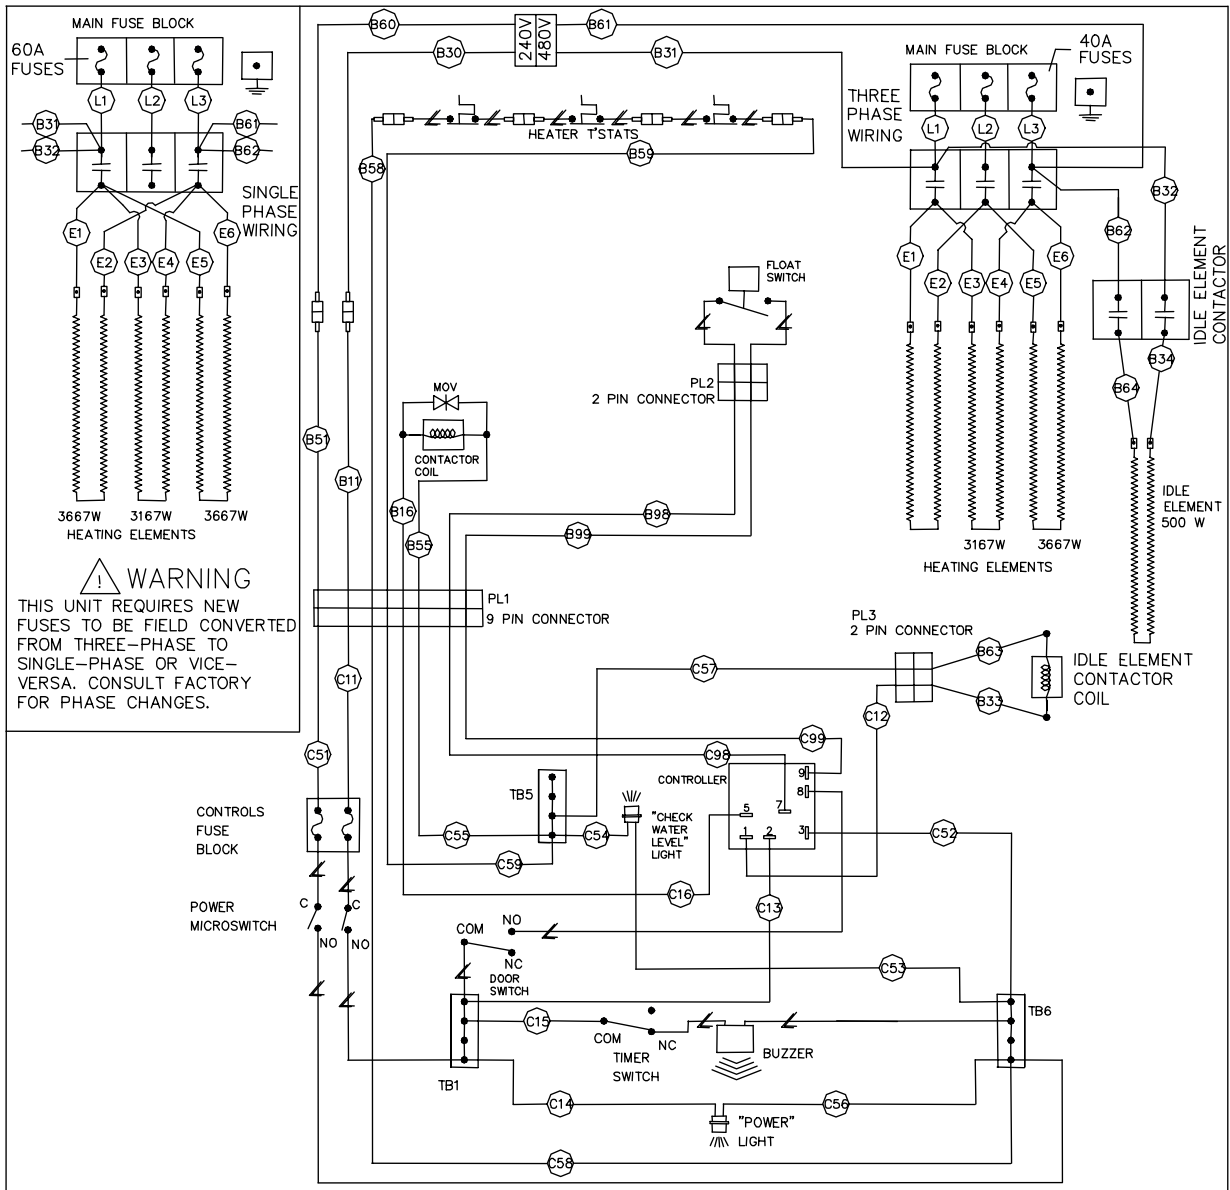 MAIN FUSE BLOCK
60A
FUSES
L1
L2
L3
B31
B32
B61
B62
SINGLE
PHASE
WIRING
E1
E2
E3
E4
E5
E6
3667W
3167W
3667W
HEATING ELEMENTS
! WARNING
THIS UNIT REQUIRES NEW
FUSES TO BE FIELD CONVERTED
FROM THREE-PHASE TO
SINGLE-PHASE OR VICE-
VERSA. CONSULT FACTORY
FOR PHASE CHANGES.
B60
B30
240V
480V
B61
B31
HEATER T'STATS
B58
B59
MAIN FUSE BLOCK
40A
FUSES
THREE
PHASE
WIRING
L1
L2
L3
B32
B62
E1
E2
E3
E4
E5
E6
IDLE ELEMENT
CONTACTOR
B34
B64
IDLE
ELEMENT
500 W
3167W
3667W
HEATING ELEMENTS
FLOAT
SWITCH
PL2
2 PIN CONNECTOR
MOV
CONTACTOR
COIL
B51
B11
B16
B55
B98
B99
PL1
9 PIN CONNECTOR
PL3
2 PIN CONNECTOR
B63
B33
IDLE ELEMENT
CONTACTOR
COIL
C57
C12
C11
C51
C99
C98
CONTROLLER
9
8
7
5
1
2
3
TB5
"CHECK
WATER
LEVEL"
LIGHT
CONTROLS
FUSE
BLOCK
C55
C54
C59
C52
C16
C13
POWER
MICROSWITCH
C
C
NO
NO
COM
NO
NC
DOOR
SWITCH
C53
TB6
C15
COM
NC
TIMER
SWITCH
BUZZER
TB1
C14
C56
"POWER"
LIGHT
C58